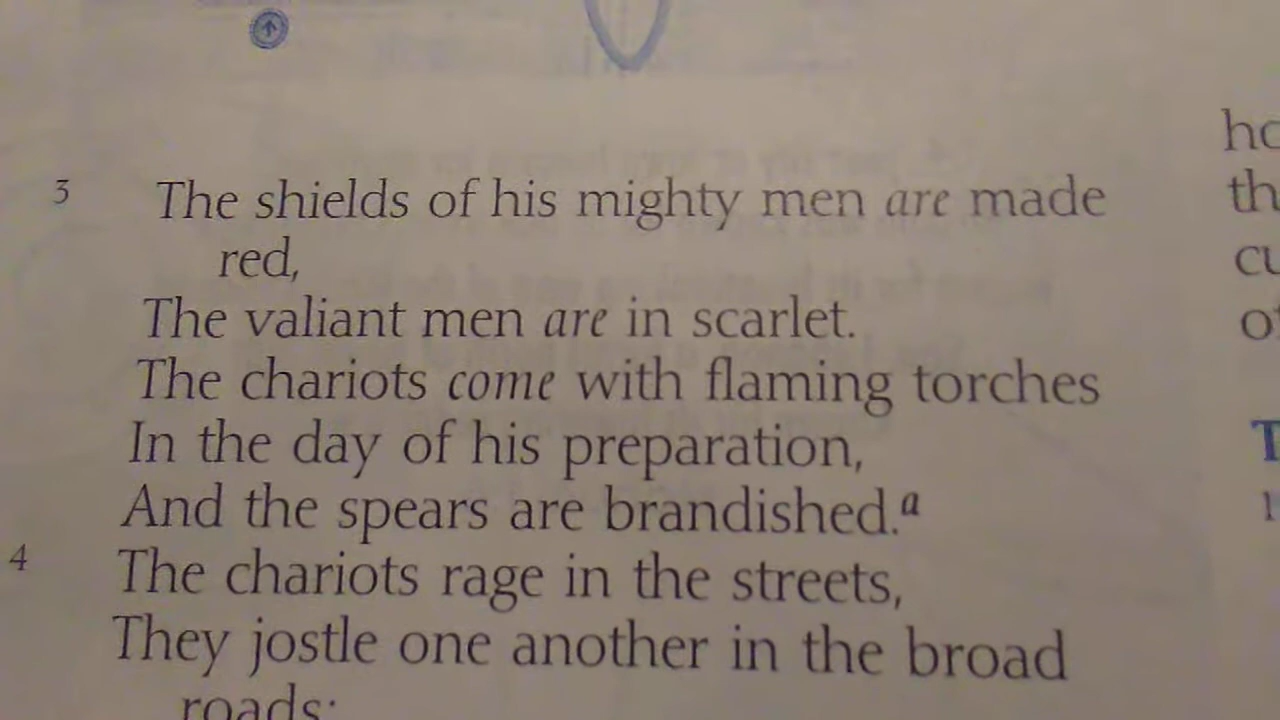 3 The shields of his mighty men are made
red,
The valiant men are in scarlet.
The chariots come with flaming torches
In the day of his preparation,
And the spears are brandished.a
4 The chariots rage in the streets,
They jostle one another in the broad
roads;
T
1